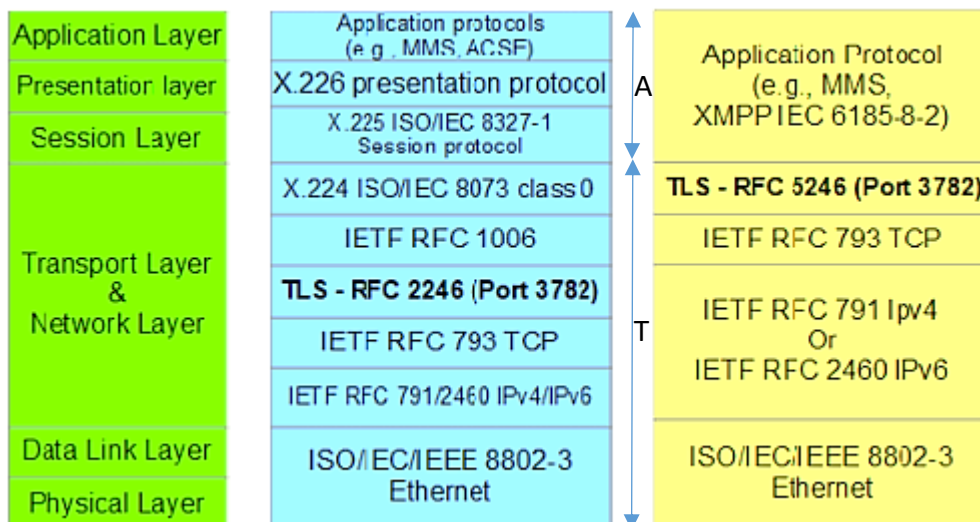 Application Layer
Presentation layer
Session Layer
Transport Layer
&
Network Layer
Data Link Layer
Physical Layer
Application protocols
(e.g., MMS, ACSE)
X.226 presentation protocol
X.225 ISO/IEC 8327-1
Session protocol
X.224 ISO/IEC 8073 class 0
IETF RFC 1006
TLS - RFC 2246 (Port 3782)
IETF RFC 793 TCP
IETF RFC 791/2460 IPv4/IPv6
ISO/IEC/IEEE 8802-3
Ethernet
A
T
Application Protocol
(e.g., MMS,
XMPP IEC 6185-8-2)
TLS - RFC 5246 (Port 3782)
IETF RFC 793 TCP
IETF RFC 791 Ipv4
Or
IETF RFC 2460 IPv6
ISO/IEC/IEEE 8802-3
Ethernet